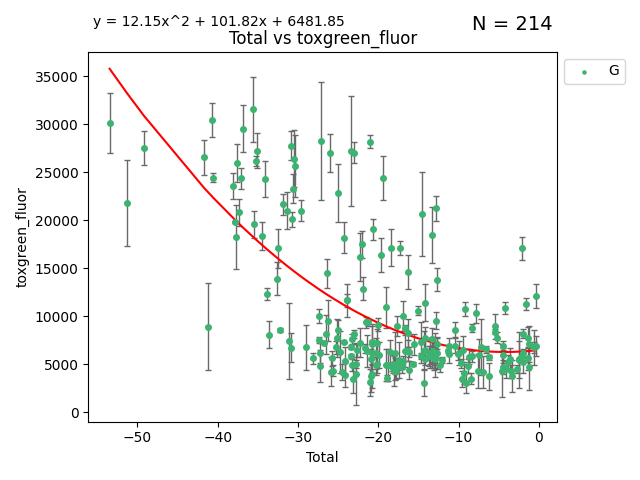 y = 12.15x^2 + 101.82x + 6481.85
N = 214
Total vs toxgreen_fluor
G
toxgreen_fluor
35000
30000
25000
20000
15000
10000
5000
0
−50
−40
−30
−20
−10
0
Total